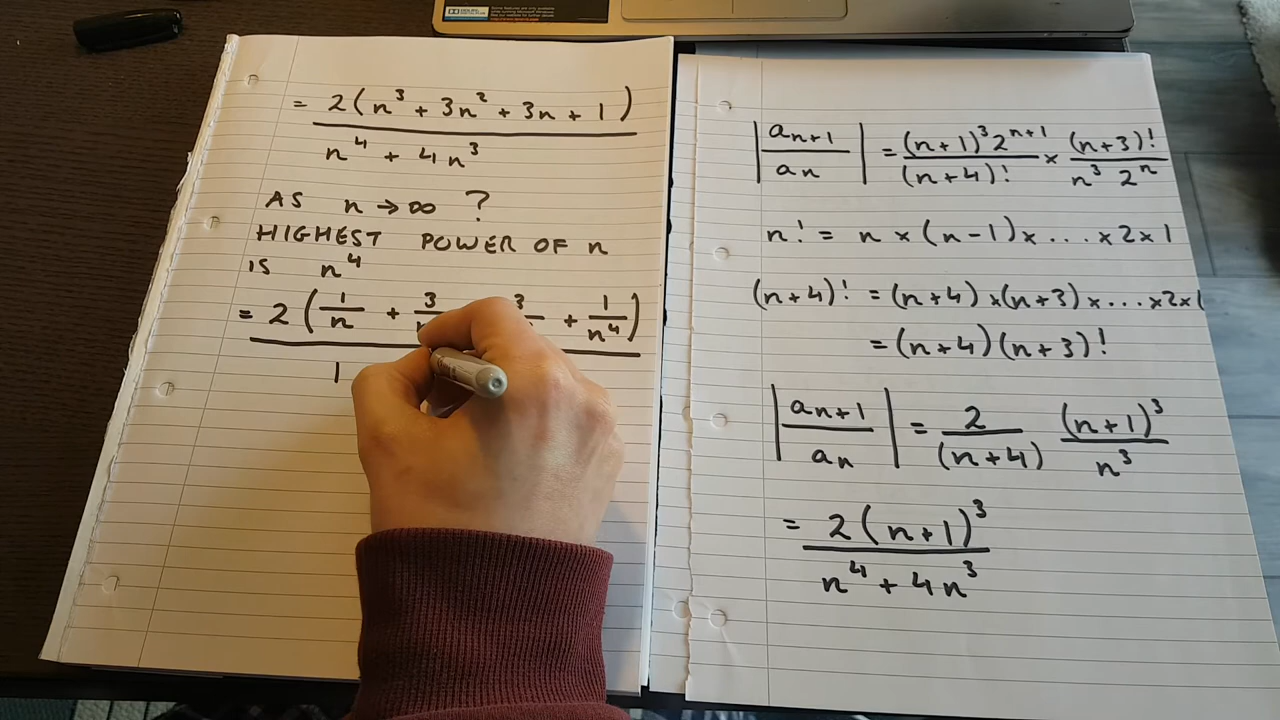 = 2(n³ + 3n² + 3n + 1)
n⁴ + 4n³
AS n → ∞ ?
HIGHEST POWER OF n
IS n⁴
= 2(1/n + 3/ 3/ + 1/n⁴)
1
|aₙ₊₁/aₙ| = (n+1)³2ⁿ⁺¹/(n+4)! × (n+3)!/n³ 2ⁿ
n! = n × (n-1) × ... × 2 × 1
(n+4)! = (n+4) × (n+3) × ... × 2 × 1
= (n+4)(n+3)!
|aₙ₊₁/aₙ| = 2/(n+4) (n+1)³/n³
= 2(n+1)³
n⁴ + 4n³